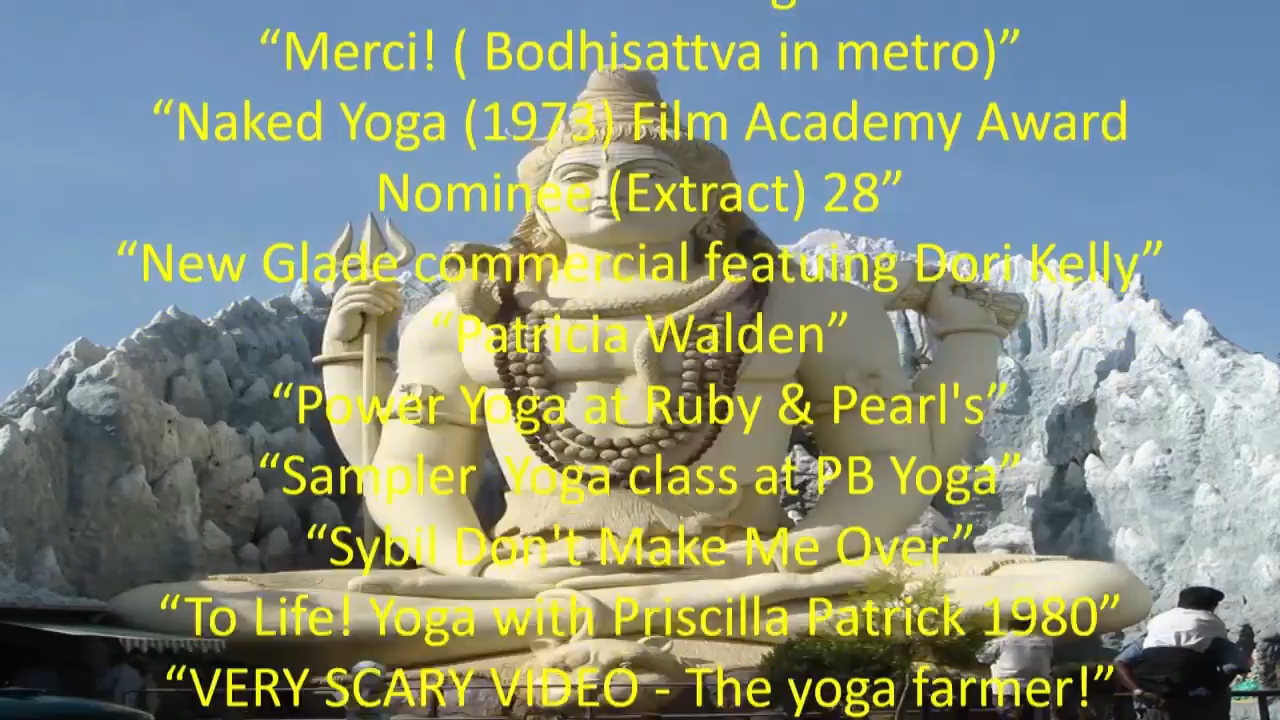 “Merci! ( Bodhisattva in metro)”
“Naked Yoga (1973) Film Academy Award
Nominee (Extract) 28”
“New Glade commercial featuing Dori Kelly”
“Patricia Walden”
“Power Yoga at Ruby & Pearl's”
“Sampler  Yoga class at PB Yoga”
“Sybil Don't Make Me Over”
“To Life! Yoga with Priscilla Patrick 1980”
“VERY SCARY VIDEO - The yoga farmer!”